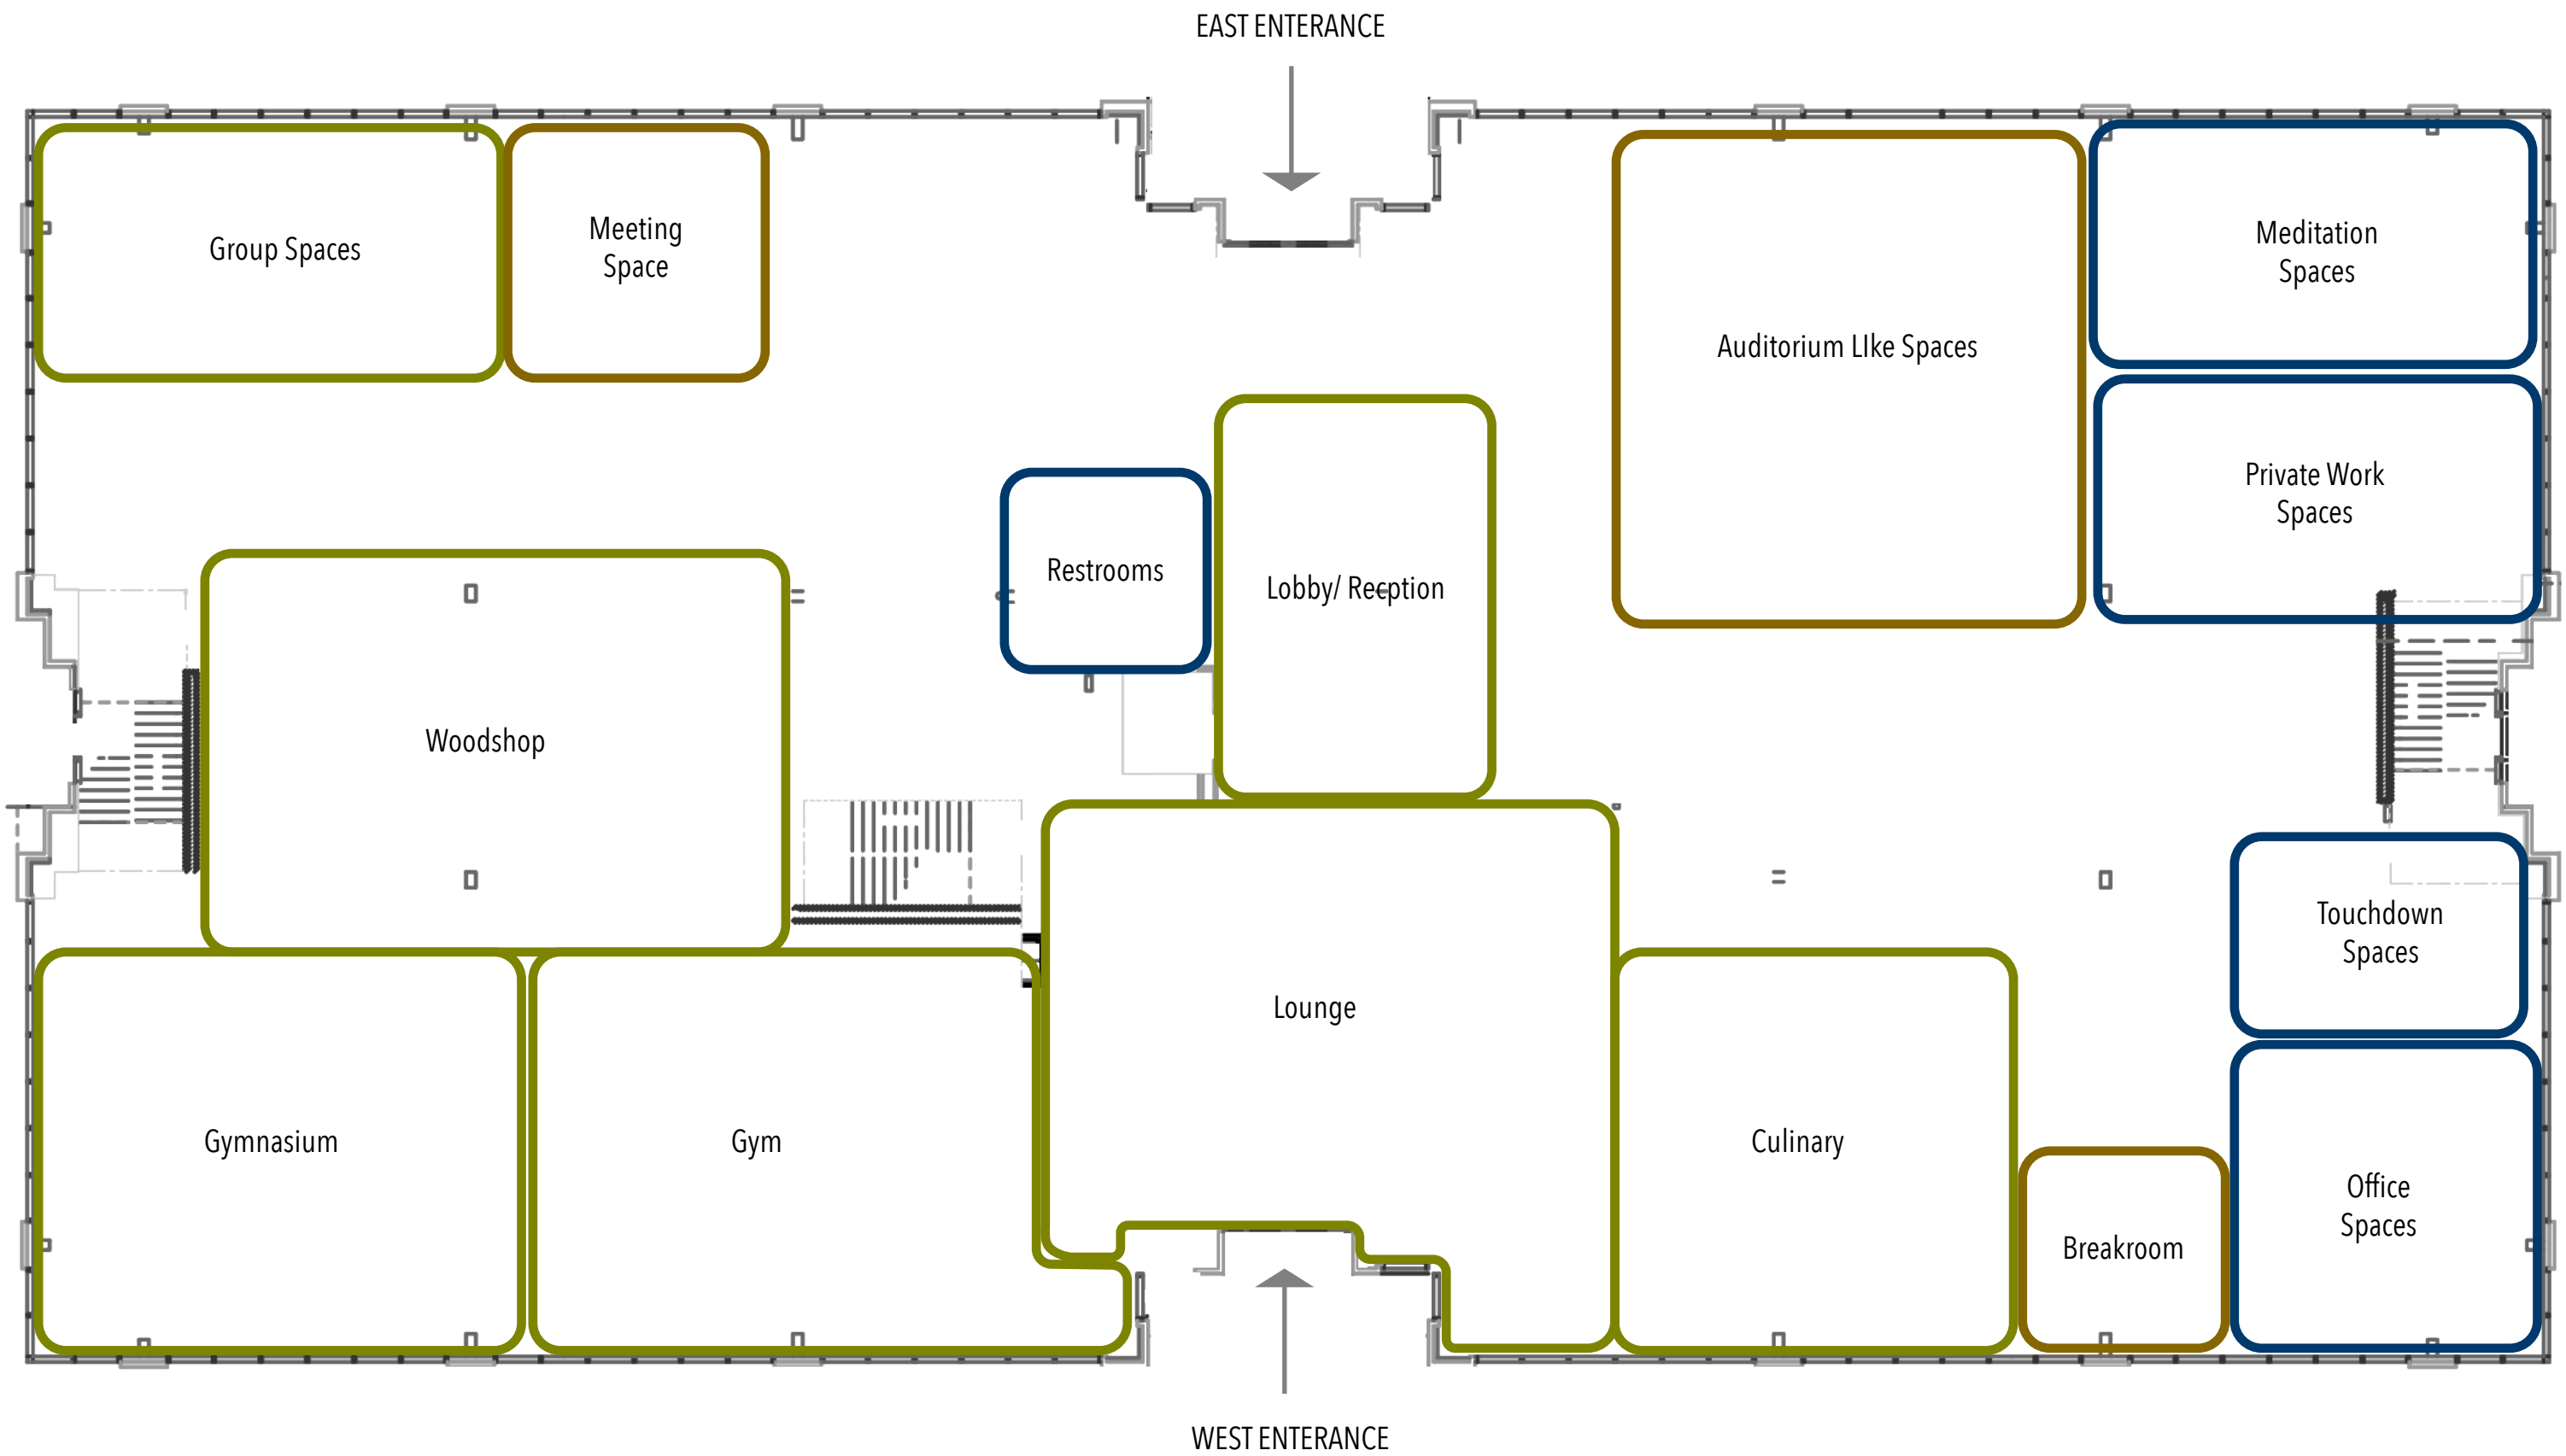 EAST ENTERANCE
Group Spaces
Meeting
Space
Auditorium LIke Spaces
Meditation
Spaces
Private Work
Spaces
Restrooms
Lobby/ Recption
Woodshop
Touchdown
Spaces
Lounge
Gymnasium
Gym
Culinary
Breakroom
Office
Spaces
WEST ENTERANCE